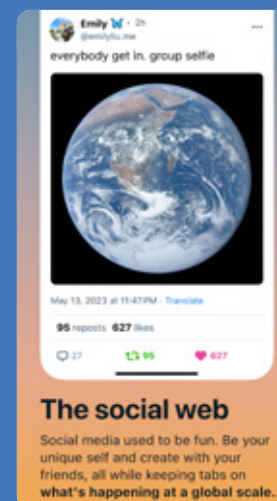 Emily 🦋 · 2h
@emilyliu.me
everybody get in. group selfie
May 13, 2023 at 11:47 PM · Translate
95 reposts 627 likes
27 95 627
The social web
Social media used to be fun. Be your
unique self and create with your
friends, all while keeping tabs on
what's happening at a global scale.